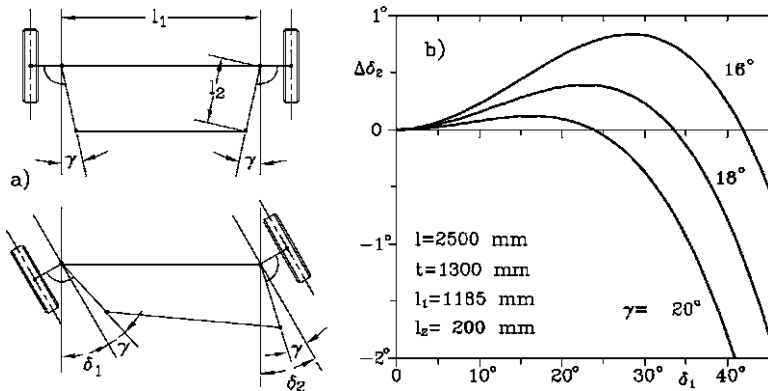 l₁
l₂
γ
γ
a)
δ₁
γ
γ
δ₂
b)
1°
Δδ₂
0
-1°
-2°
16°
18°
l=2500 mm
t=1300 mm
l₁=1185 mm
l₂= 200 mm
γ= 20°
0
10°
20°
30°
δ₁
40°